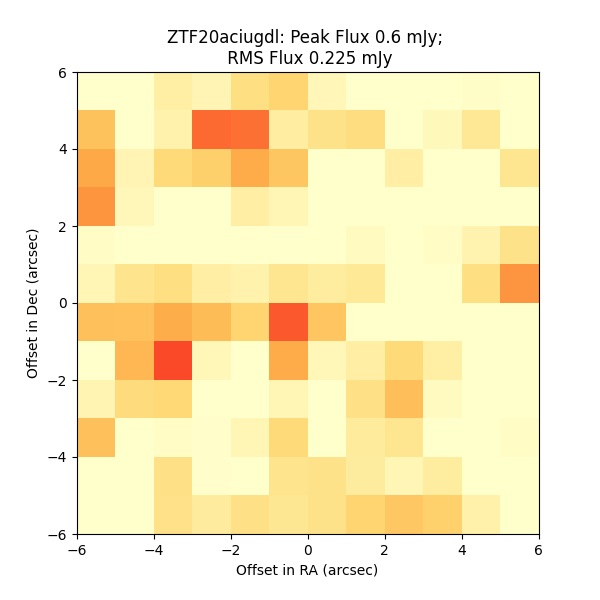 ZTF20aciugdl: Peak Flux 0.6 mJy;
RMS Flux 0.225 mJy
6
4
2
0
−2
−4
−6
Offset in Dec (arcsec)
−6 −4 −2 0 2 4 6
Offset in RA (arcsec)